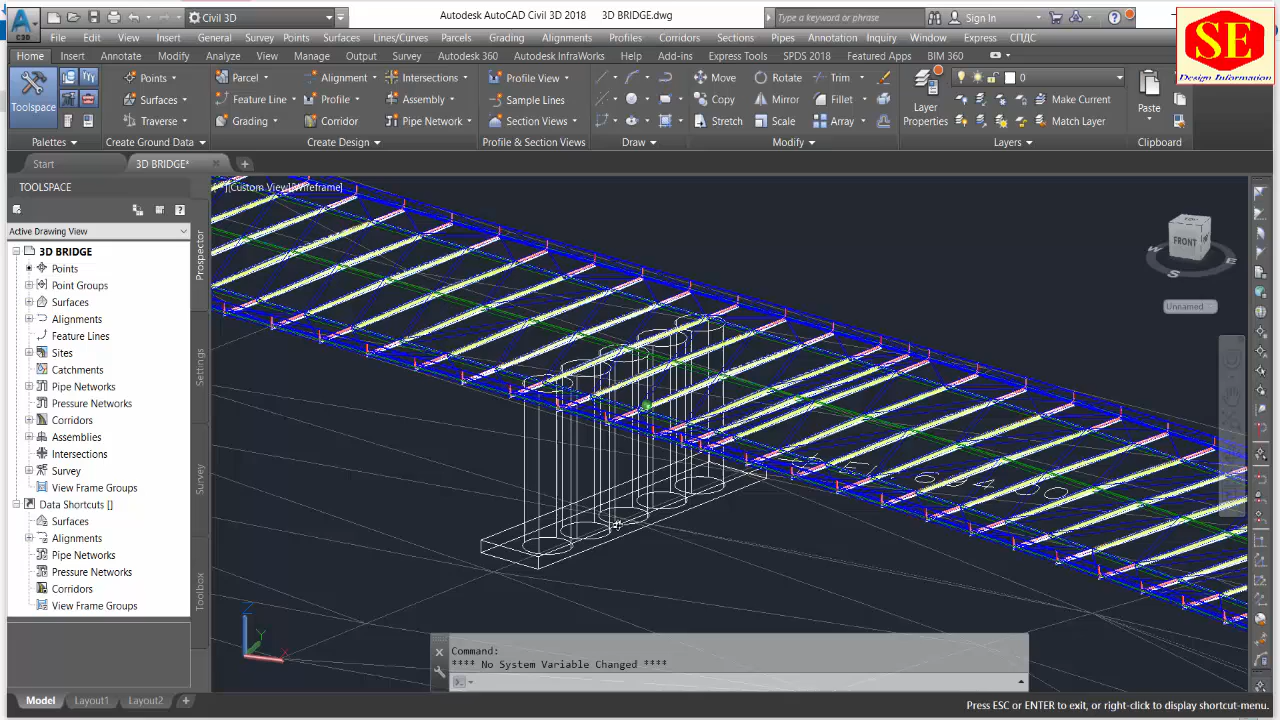 Civil 3D
Autodesk AutoCAD Civil 3D 2018 3D BRIDGE.dwg
Type a keyword or phrase
Sign In
SE
Design Information
C3D
File Edit View Insert General Survey Points Surfaces Lines/Curves Parcels Grading Alignments Profiles Corridors Sections Pipes Annotation Inquiry Window Express СПДС
Home Insert Annotate Modify Analyze View Manage Output Survey Autodesk 360 Autodesk InfraWorks Add-ins Express Tools SPDS 2018 Featured Apps BIM 360
Toolspace
Points Parcel Alignment Intersections Profile View Move Rotate Trim 0
Surfaces Feature Line Profile Assembly Sample Lines Copy Mirror Fillet Make Current
Traverse Grading Corridor Pipe Network Section Views Stretch Scale Array Match Layer
Layer Properties
Paste
Palettes Create Ground Data Create Design Profile & Section Views Draw Modify Layers Clipboard
Start 3D BRIDGE*
TOOLSPACE
[Custom View][Wireframe]
Active Drawing View
3D BRIDGE
Points
Point Groups
Surfaces
Alignments
Feature Lines
Sites
Catchments
Pipe Networks
Pressure Networks
Corridors
Assemblies
Intersections
Survey
View Frame Groups
Data Shortcuts []
Surfaces
Alignments
Pipe Networks
Pressure Networks
Corridors
View Frame Groups
Prospector
Settings
Survey
Toolbox
TOP
FRONT
S
E
Unnamed
Z
Y
X
Command:
**** No System Variable Changed ****
Model Layout1 Layout2
Press ESC or ENTER to exit, or right-click to display shortcut-menu.